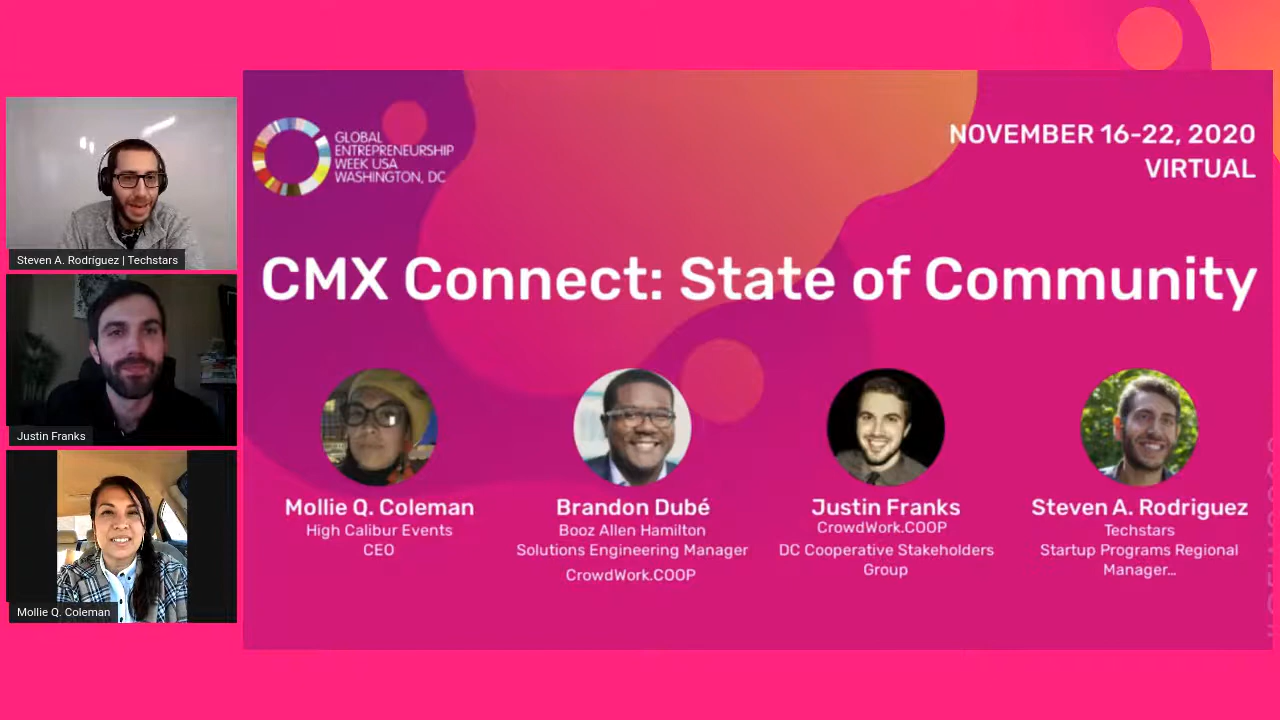 Steven A. Rodríguez | Techstars
Justin Franks
Mollie Q. Coleman
GLOBAL
ENTREPRENEURSHIP
WEEK USA
WASHINGTON, DC
NOVEMBER 16-22, 2020
VIRTUAL
CMX Connect: State of Community
Mollie Q. Coleman
High Calibur Events
CEO
Brandon Dubé
Booz Allen Hamilton
Solutions Engineering Manager
CrowdWork.COOP
Justin Franks
CrowdWork.COOP
DC Cooperative Stakeholders
Group
Steven A. Rodriguez
Techstars
Startup Programs Regional
Manager...